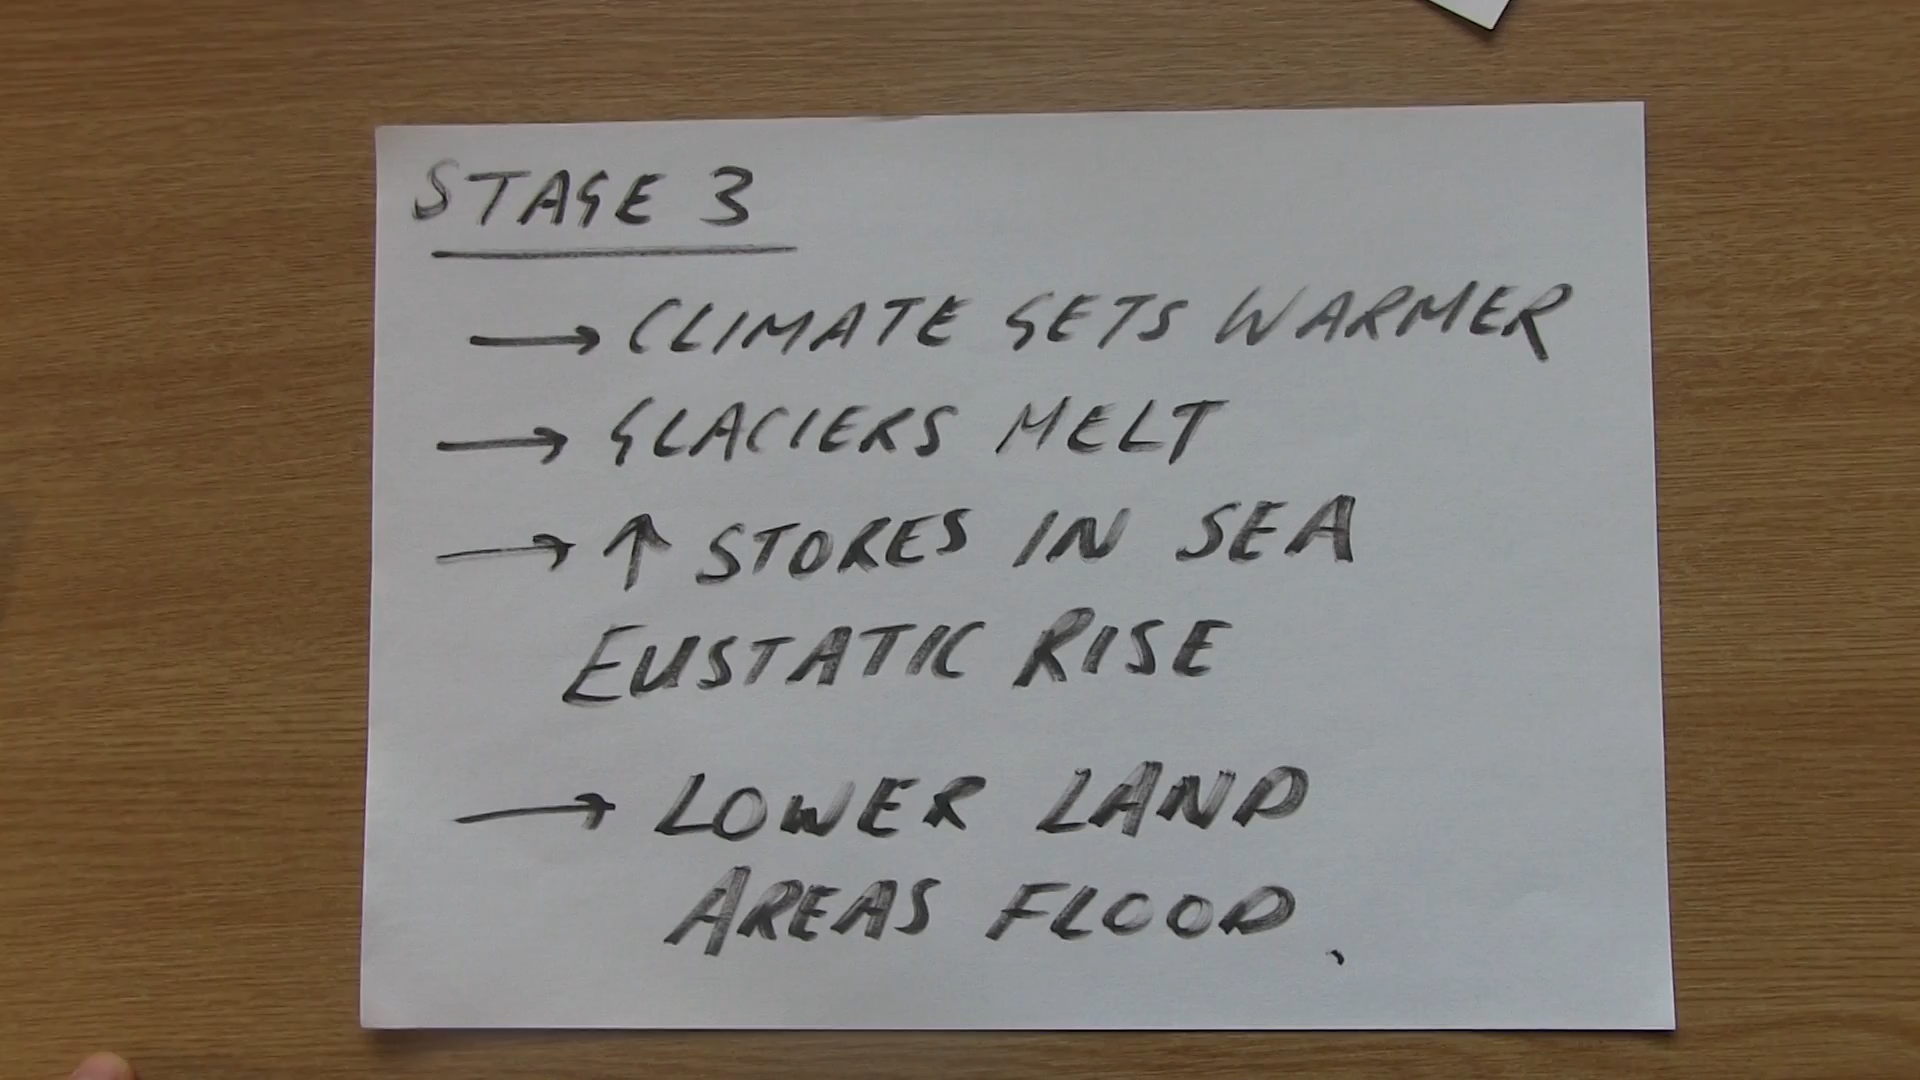 STAGE 3
→ CLIMATE GETS WARMER
→ GLACIERS MELT
→ ↑ STORES IN SEA
EUSTATIC RISE
→ LOWER LAND
AREAS FLOOD.